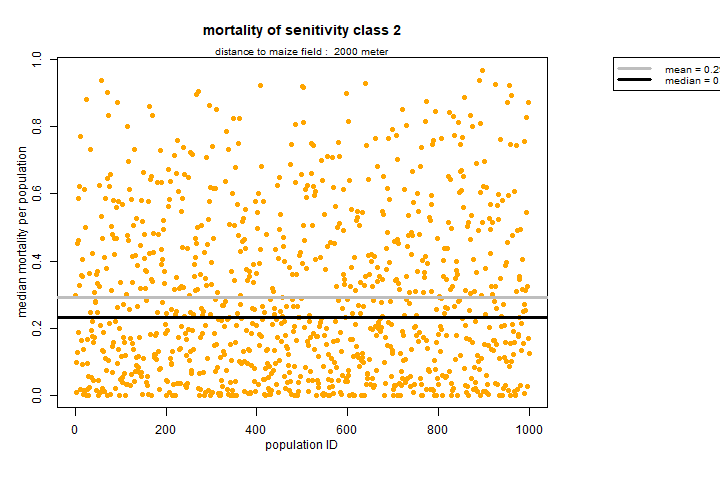 mortality of senitivity class 2
distance to maize field : 2000 meter
mean = 0.2
median = 0
median mortality per population
1.0
0.8
0.6
0.4
0.2
0.0
0
200
400
600
800
1000
population ID